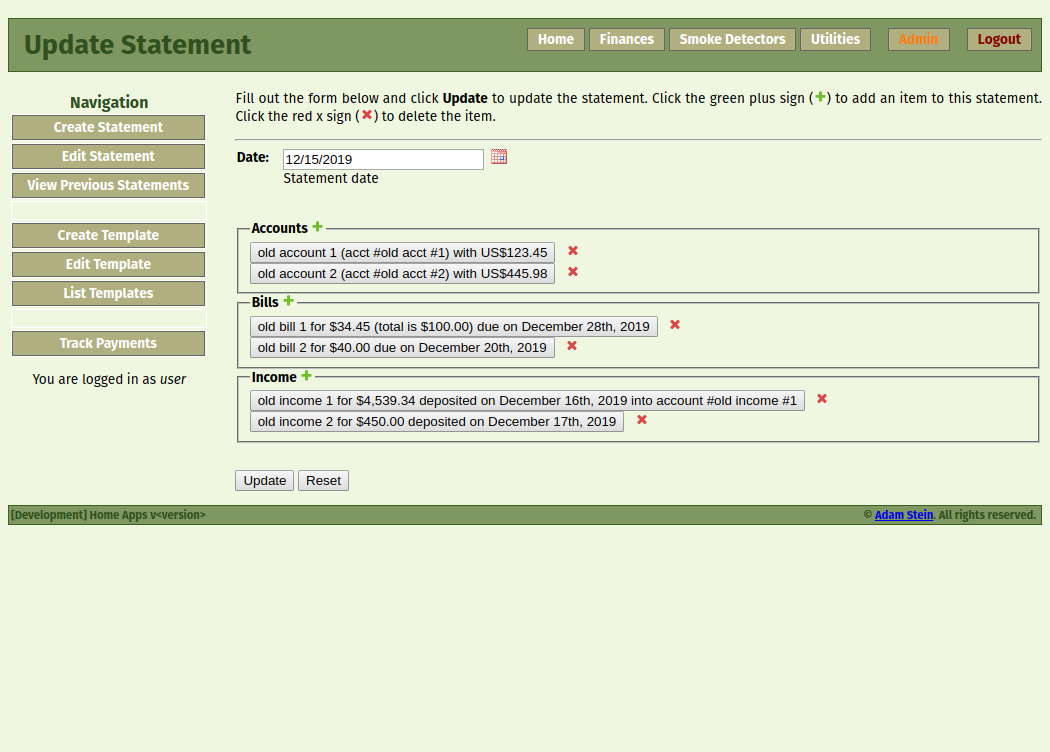 Update Statement
Home Finances Smoke Detectors Utilities Admin Logout
Navigation
Create Statement
Edit Statement
View Previous Statements
Create Template
Edit Template
List Templates
Track Payments
You are logged in as user
Fill out the form below and click Update to update the statement. Click the green plus sign (+) to add an item to this statement.
Click the red x sign (×) to delete the item.
Date: 12/15/2019
Statement date
Accounts
old account 1 (acct #old acct #1) with US$123.45
old account 2 (acct #old acct #2) with US$445.98
Bills
old bill 1 for $34.45 (total is $100.00) due on December 28th, 2019
old bill 2 for $40.00 due on December 20th, 2019
Income
old income 1 for $4,539.34 deposited on December 16th, 2019 into account #old income #1
old income 2 for $450.00 deposited on December 17th, 2019
Update Reset
[Development] Home Apps v<version>
© Adam Stein. All rights reserved.